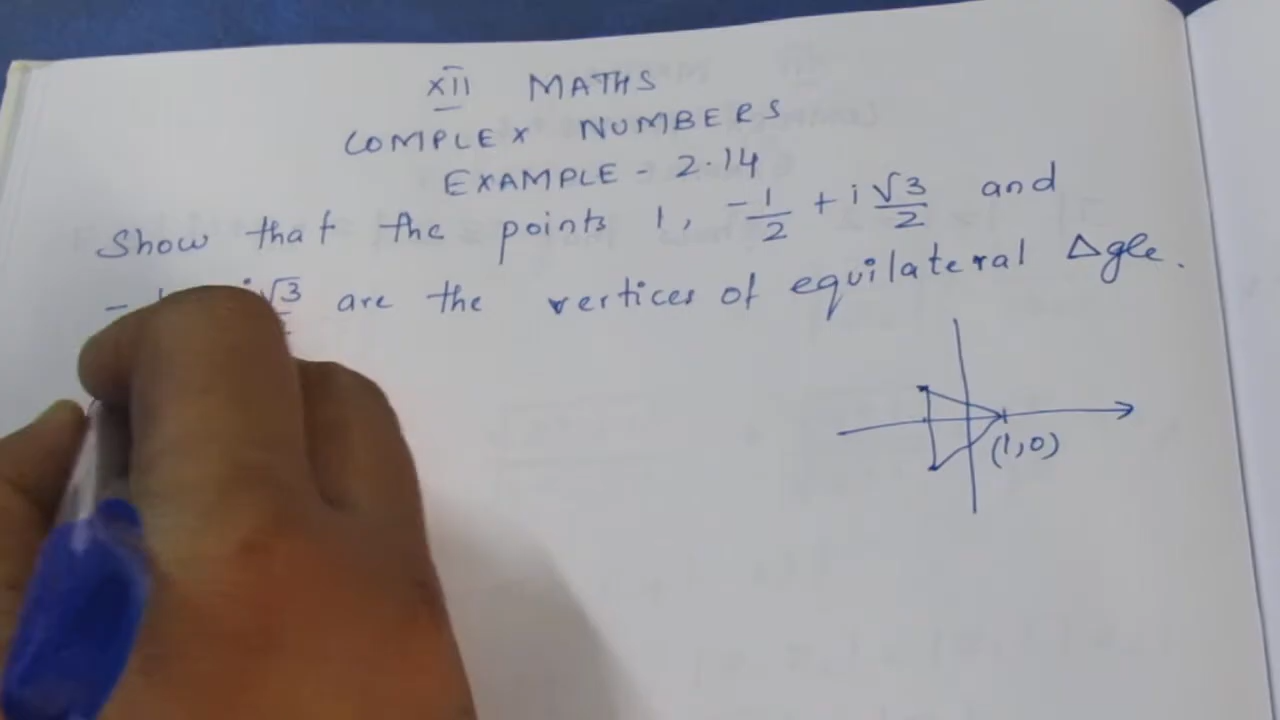 XII MATHS
COMPLEX NUMBERS
EXAMPLE - 2.14
Show that the points 1, -1/2 + i√3/2 and
- √3 are the vertices of equilateral Δgle.
(1,0)